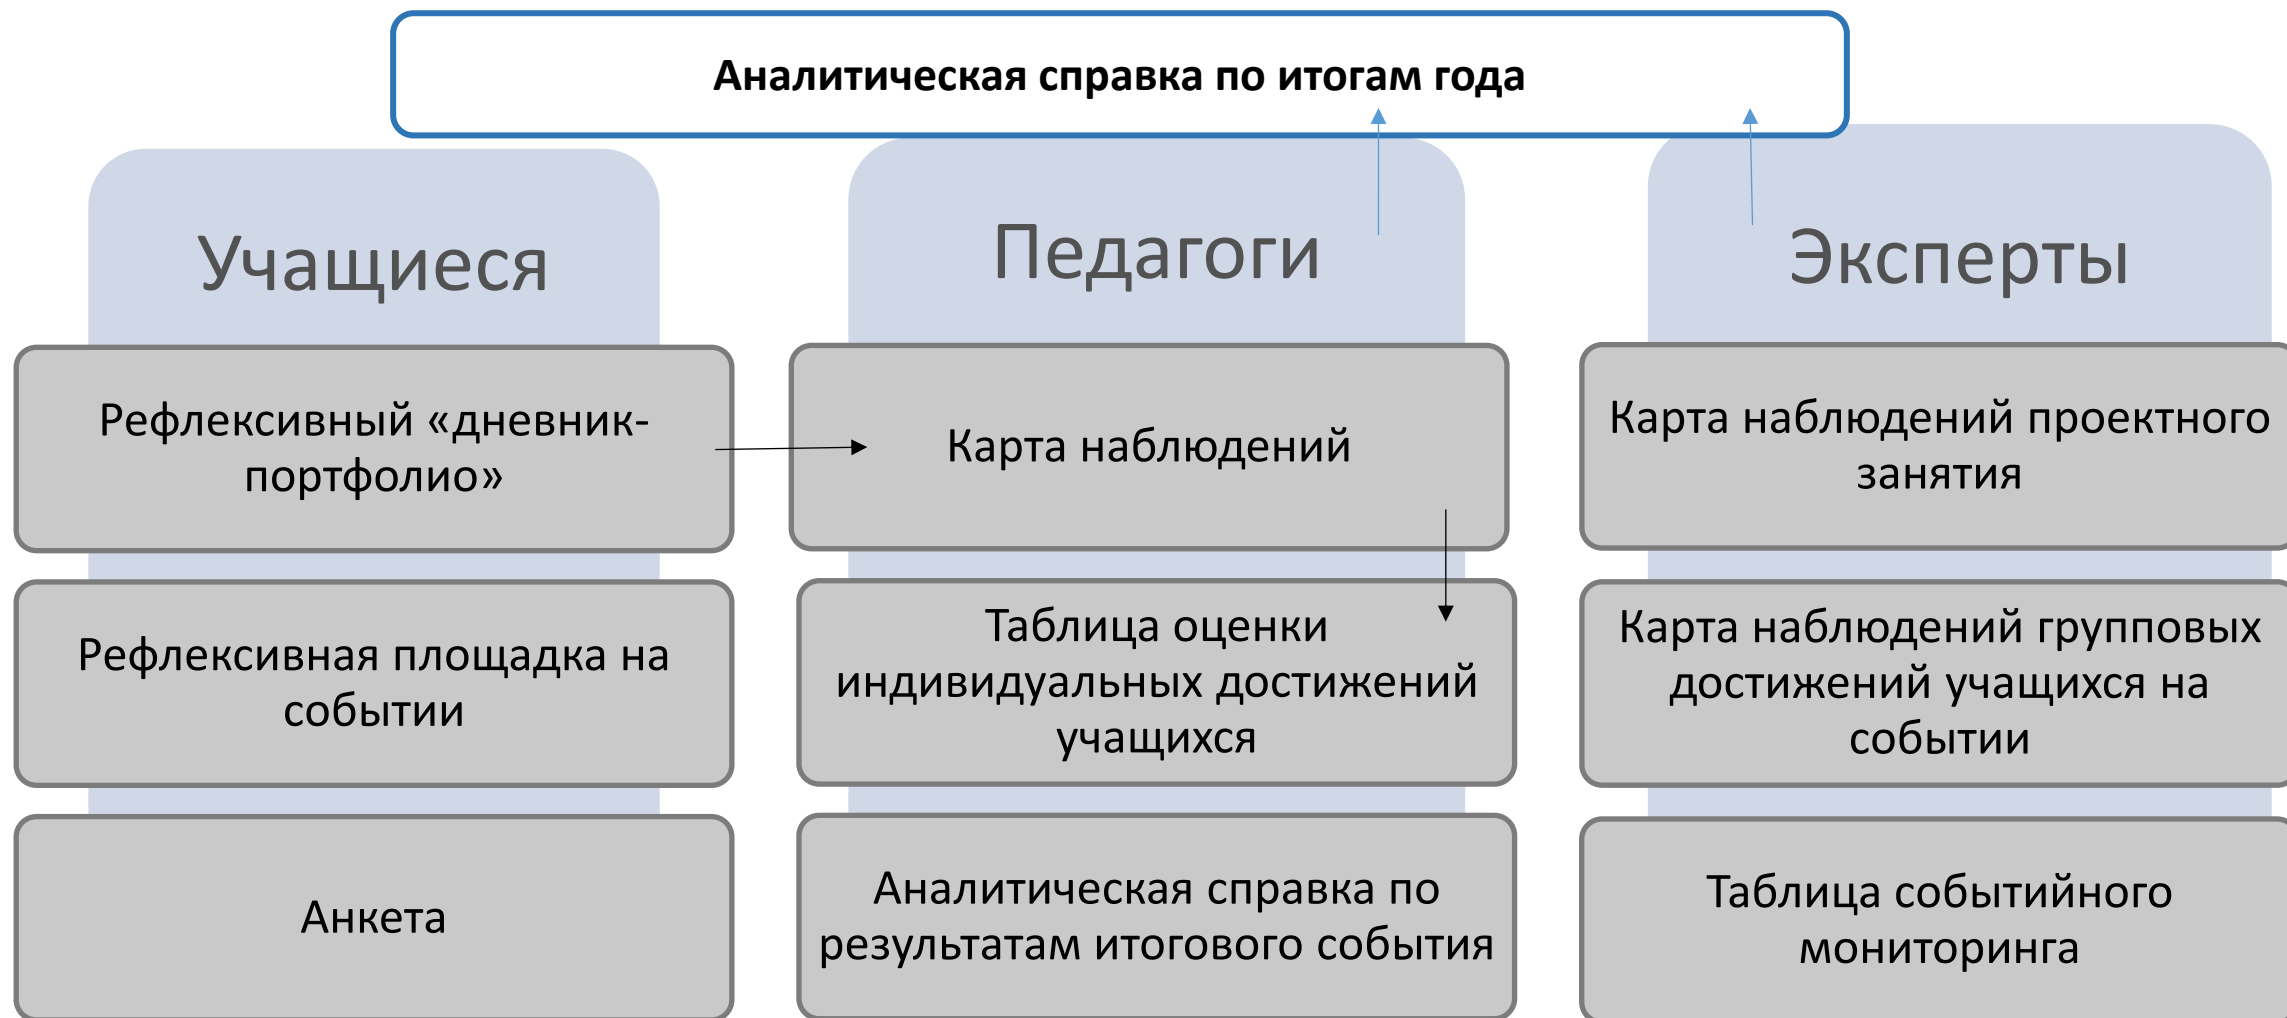 Аналитическая справка по итогам года
Учащиеся
Рефлексивный «дневник-
портфолио»
Рефлексивная площадка на
событии
Анкета
Педагоги
Карта наблюдений
Таблица оценки
индивидуальных достижений
учащихся
Аналитическая справка по
результатам итогового события
Эксперты
Карта наблюдений проектного
занятия
Карта наблюдений групповых
достижений учащихся на
событии
Таблица событийного
мониторинга